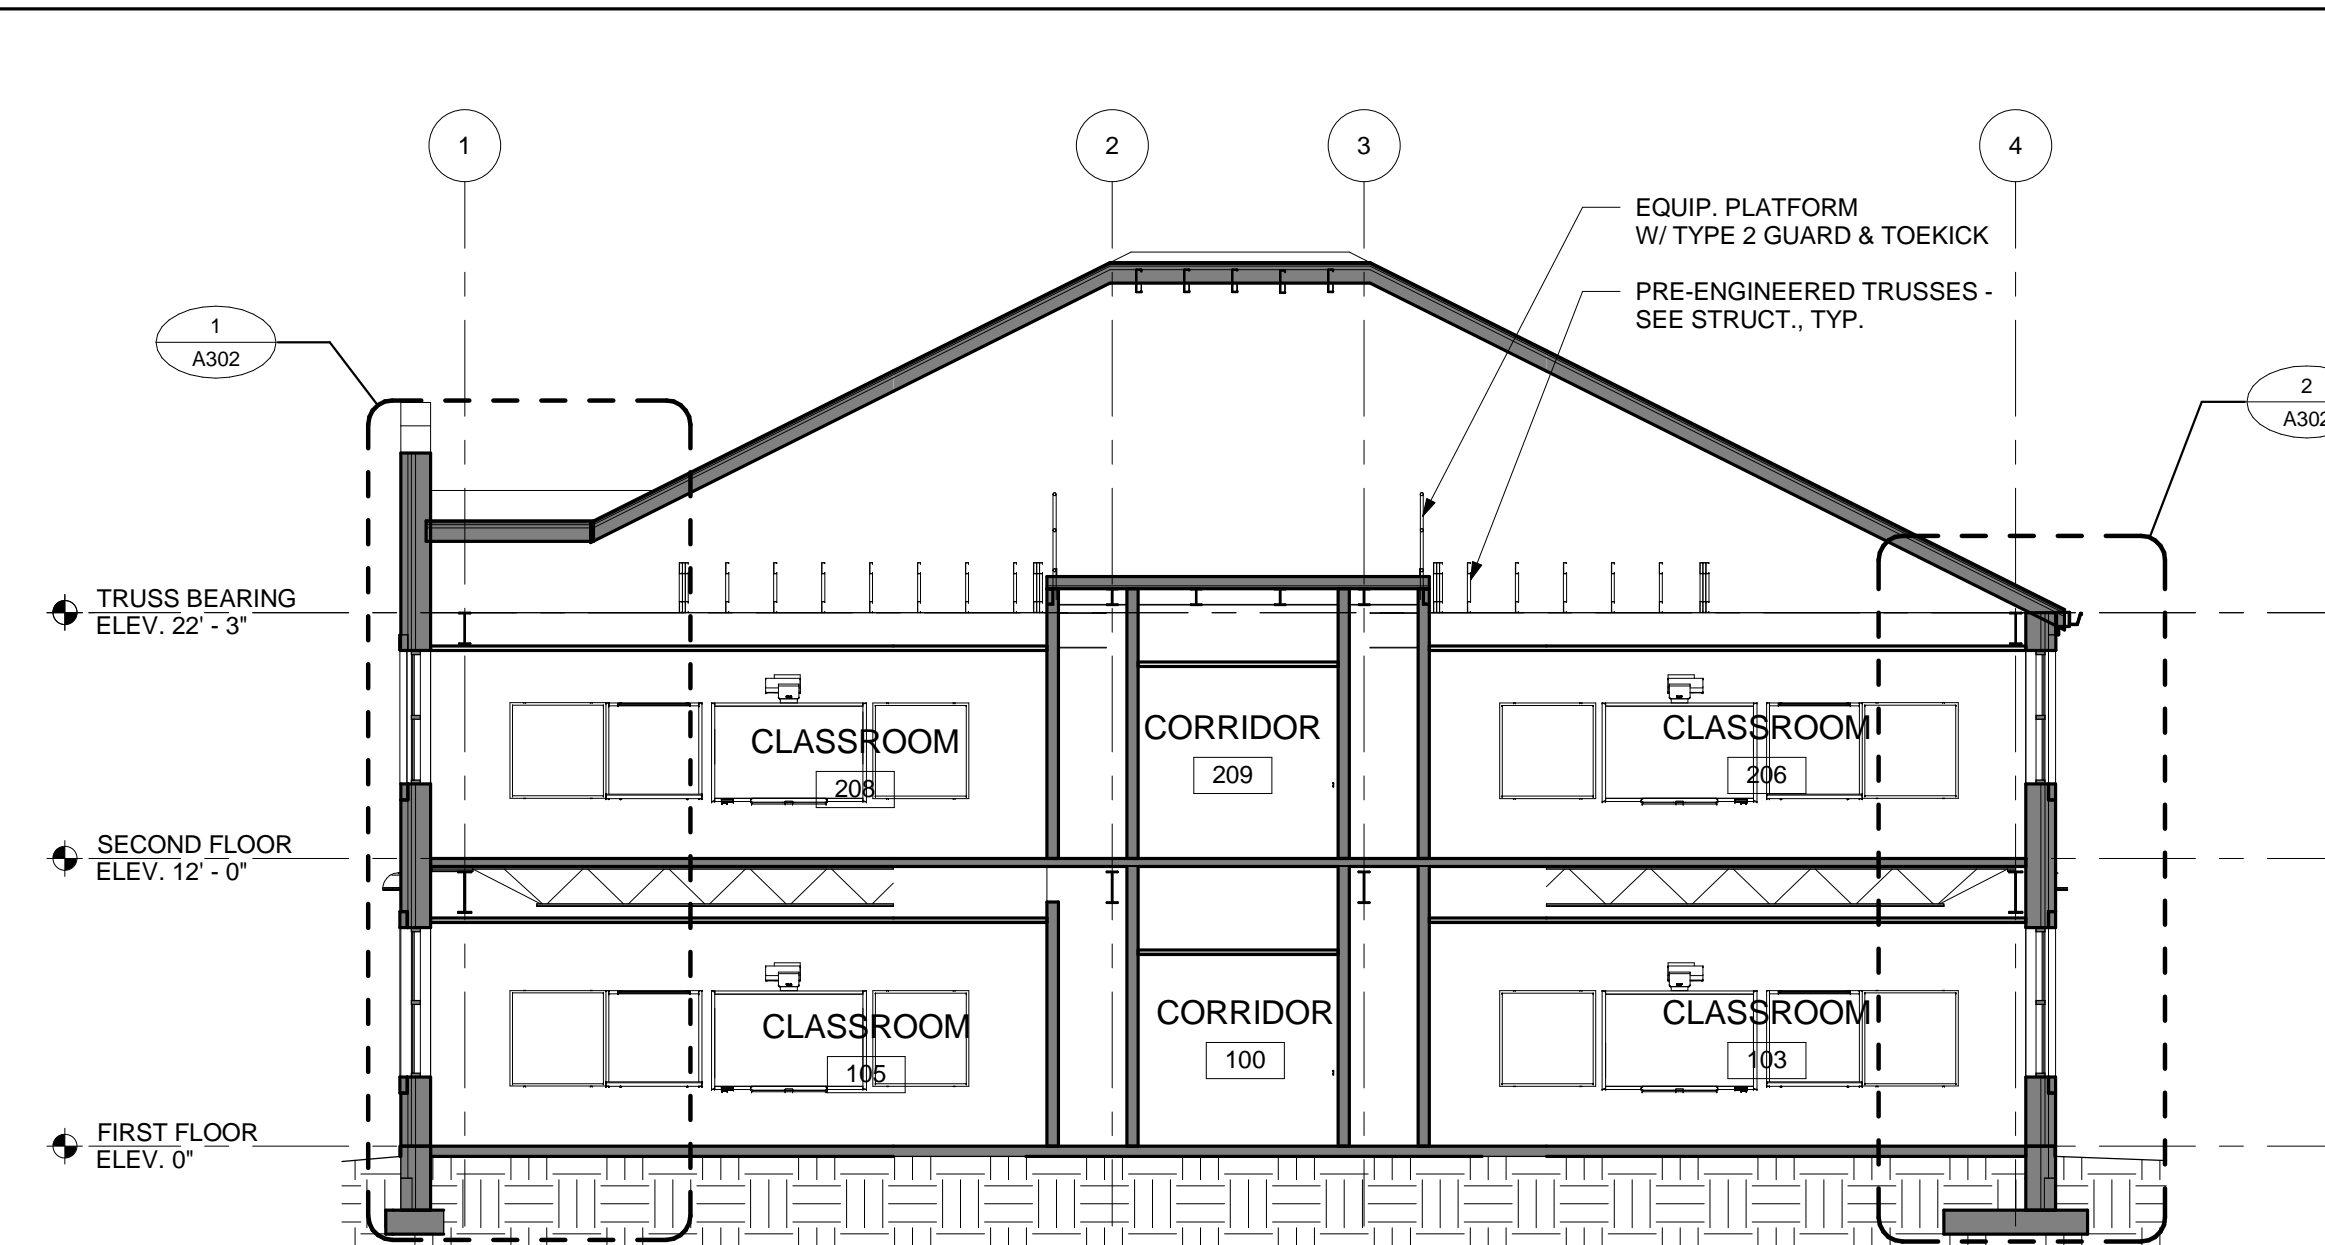 1
2
3
4
EQUIP. PLATFORM
W/ TYPE 2 GUARD & TOEKICK
PRE-ENGINEERED TRUSSES -
SEE STRUCT., TYP.
1
A302
2
A302
TRUSS BEARING
ELEV. 22' - 3"
CLASSROOM
208
CORRIDOR
209
CLASSROOM
206
SECOND FLOOR
ELEV. 12' - 0"
CLASSROOM
105
CORRIDOR
100
CLASSROOM
103
FIRST FLOOR
ELEV. 0"